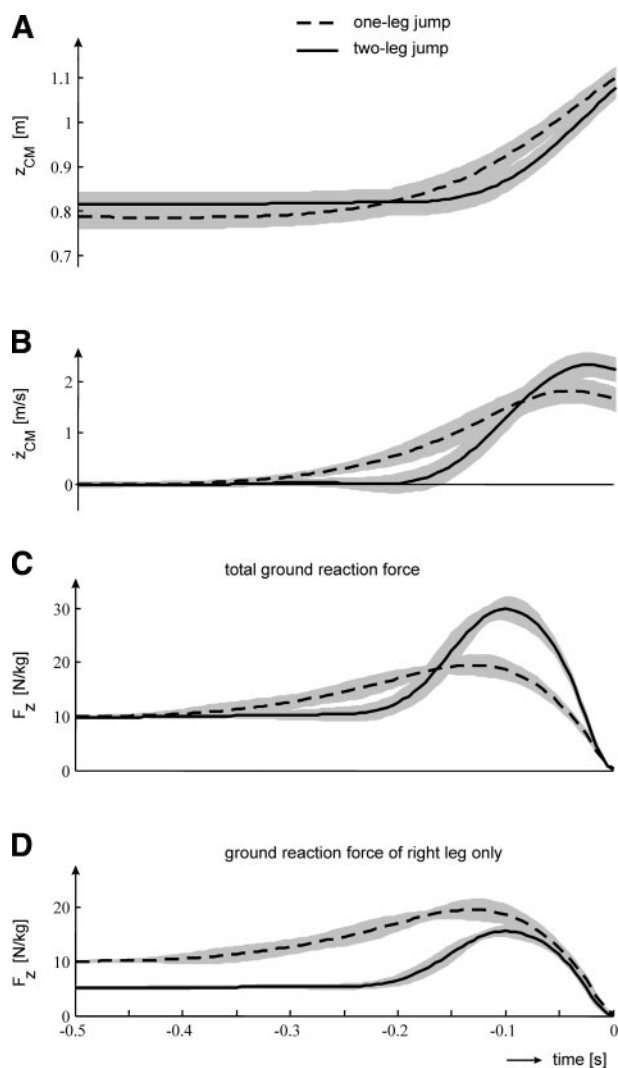 A
one-leg jump
two-leg jump
z_CM [m]
1.1
1
0.9
0.8
0.7
B
ż_CM [m/s]
2
1
0
C
total ground reaction force
F_z [N/kg]
30
20
10
0
D
ground reaction force of right leg only
F_z [N/kg]
20
10
0
-0.5 -0.4 -0.3 -0.2 -0.1 0
time [s]